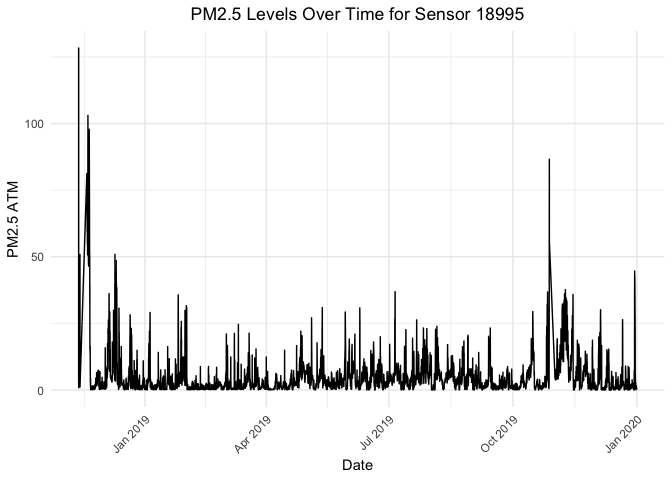 PM2.5 Levels Over Time for Sensor 18995
PM2.5 ATM
100
50
0
Jan 2019
Apr 2019
Jul 2019
Oct 2019
Jan 2020
Date